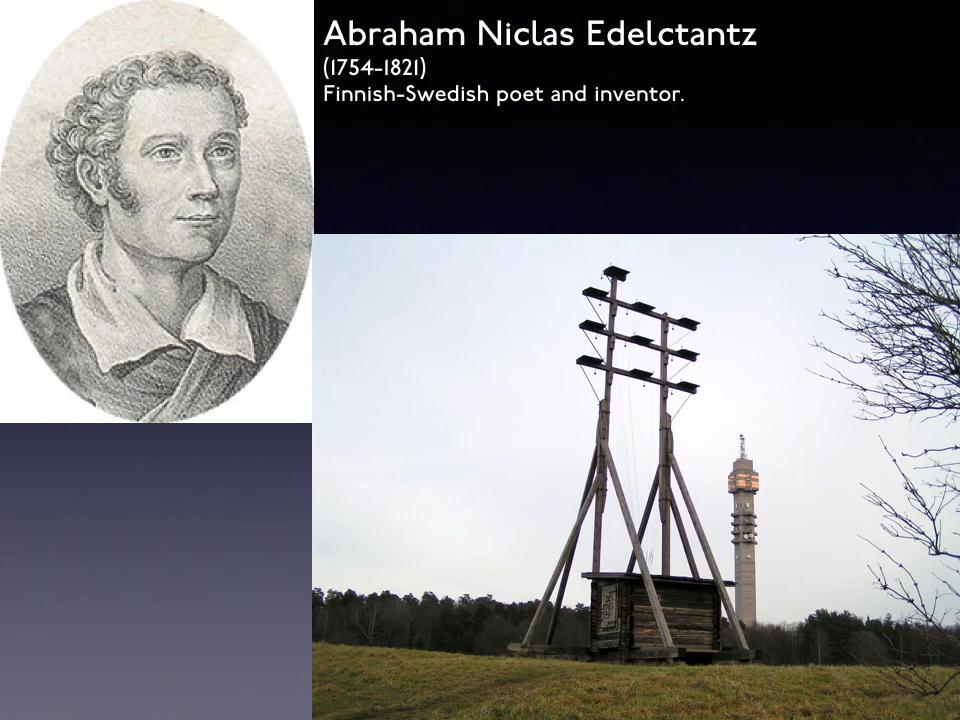 Abraham Niclas Edelctantz
(1754-1821)
Finnish-Swedish poet and inventor.